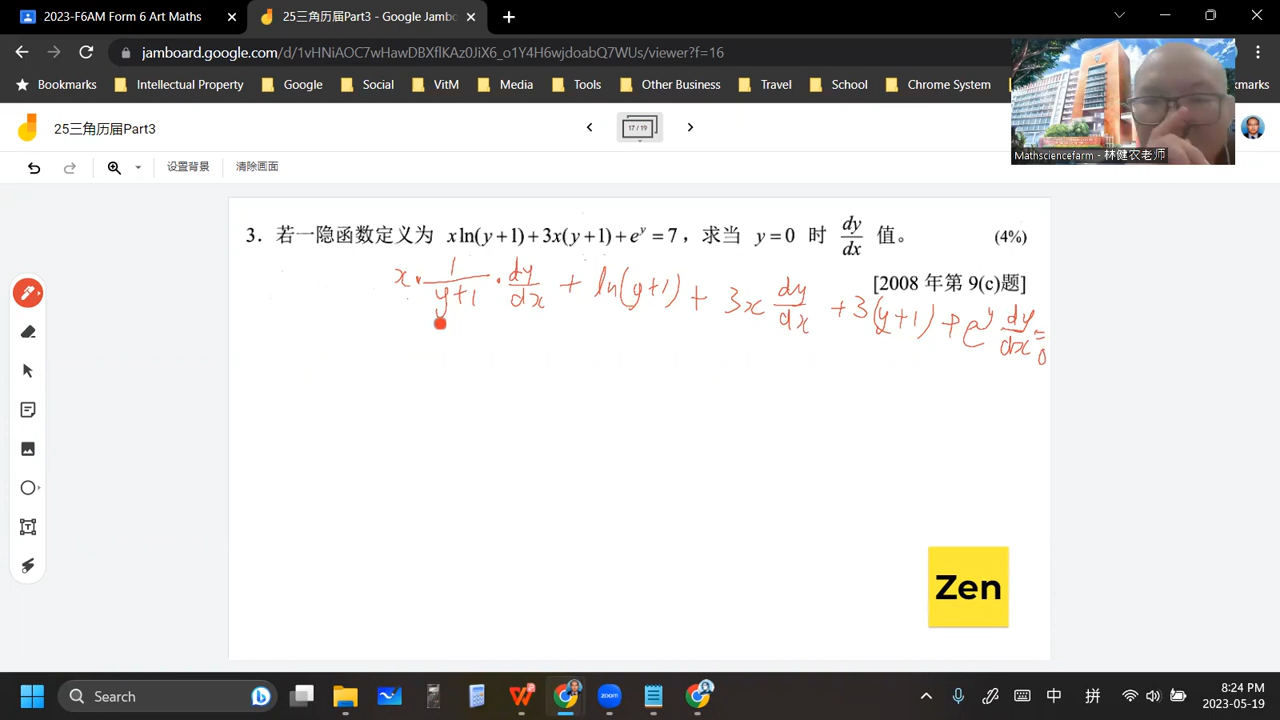 2023-F6AM Form 6 Art Maths
25三角历届Part3 - Google Jambo
jamboard.google.com
/viewer?f=16
Bookmarks
Intellectual Property
Google
Social
VitM
Media
Tools
Other Bookmark
Travel
School
Chrome System
Bookmarks
25三角历届Part3
17 / 19
Mathsciencefarm - 林健农老师
设置背景
清除画面
3. 若一隐函数定义为 x ln(y+1)+3x(y+1)+e^y=7, 求当 y=0 时 dy/dx 值。 (4%)
[2008 年第 9(c)题]
x · 1/(y+1) · dy/dx + ln(y+1) + 3x dy/dx + 3(y+1) + e^y dy/dx = 0
Zen
Search
中
拼
8:24 PM
2023-05-19